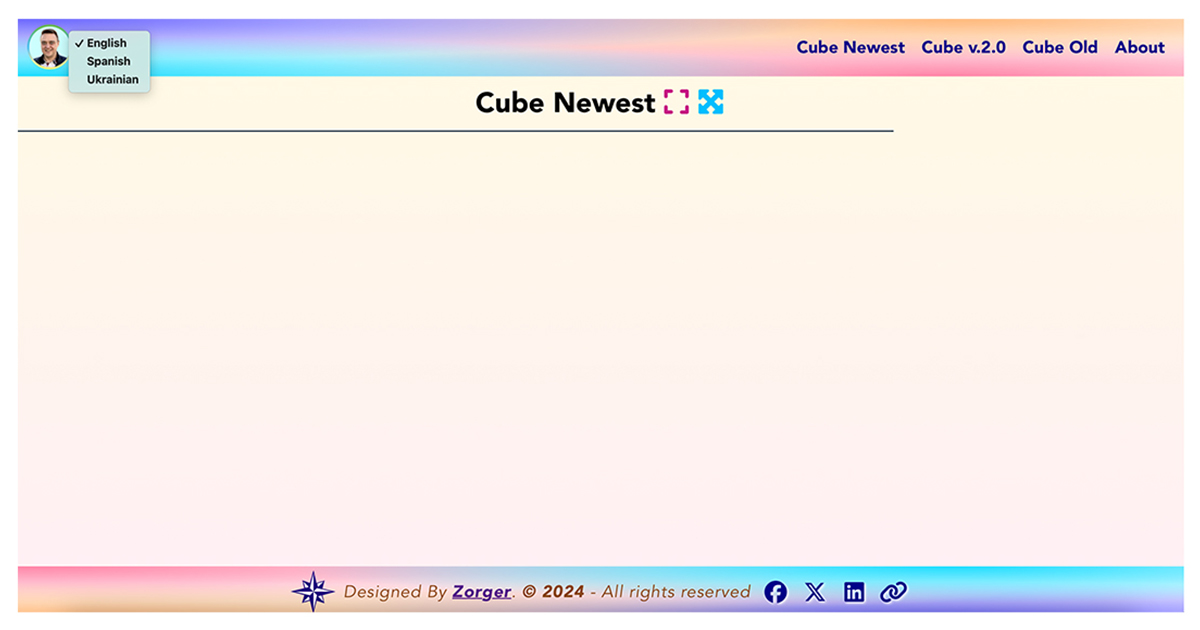 ✓ English
Spanish
Ukrainian
Cube Newest Cube v.2.0 Cube Old About
Cube Newest
Designed By Zorger. © 2024 - All rights reserved